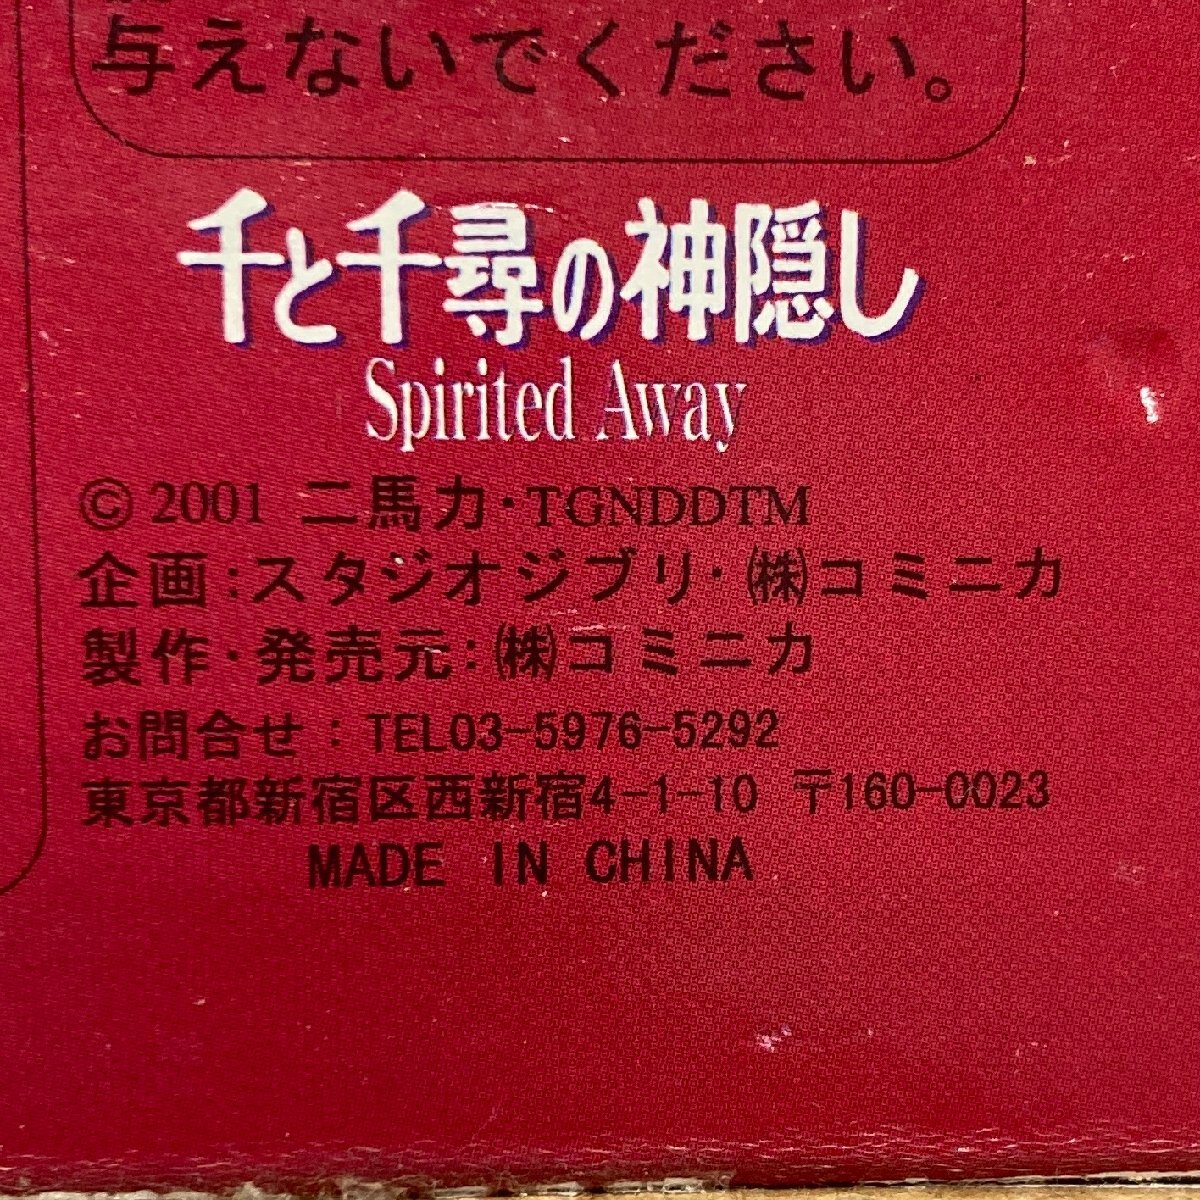 与えないでください。
千と千尋の神隠し
Spirited Away
© 2001 二馬力・TGNDDTM
企画：スタジオジブリ・㈱コミニカ
製作・発売元：㈱コミニカ
お問合せ：TEL03-5976-5292
東京都新宿区西新宿4-1-10 〒160-0023
MADE IN CHINA